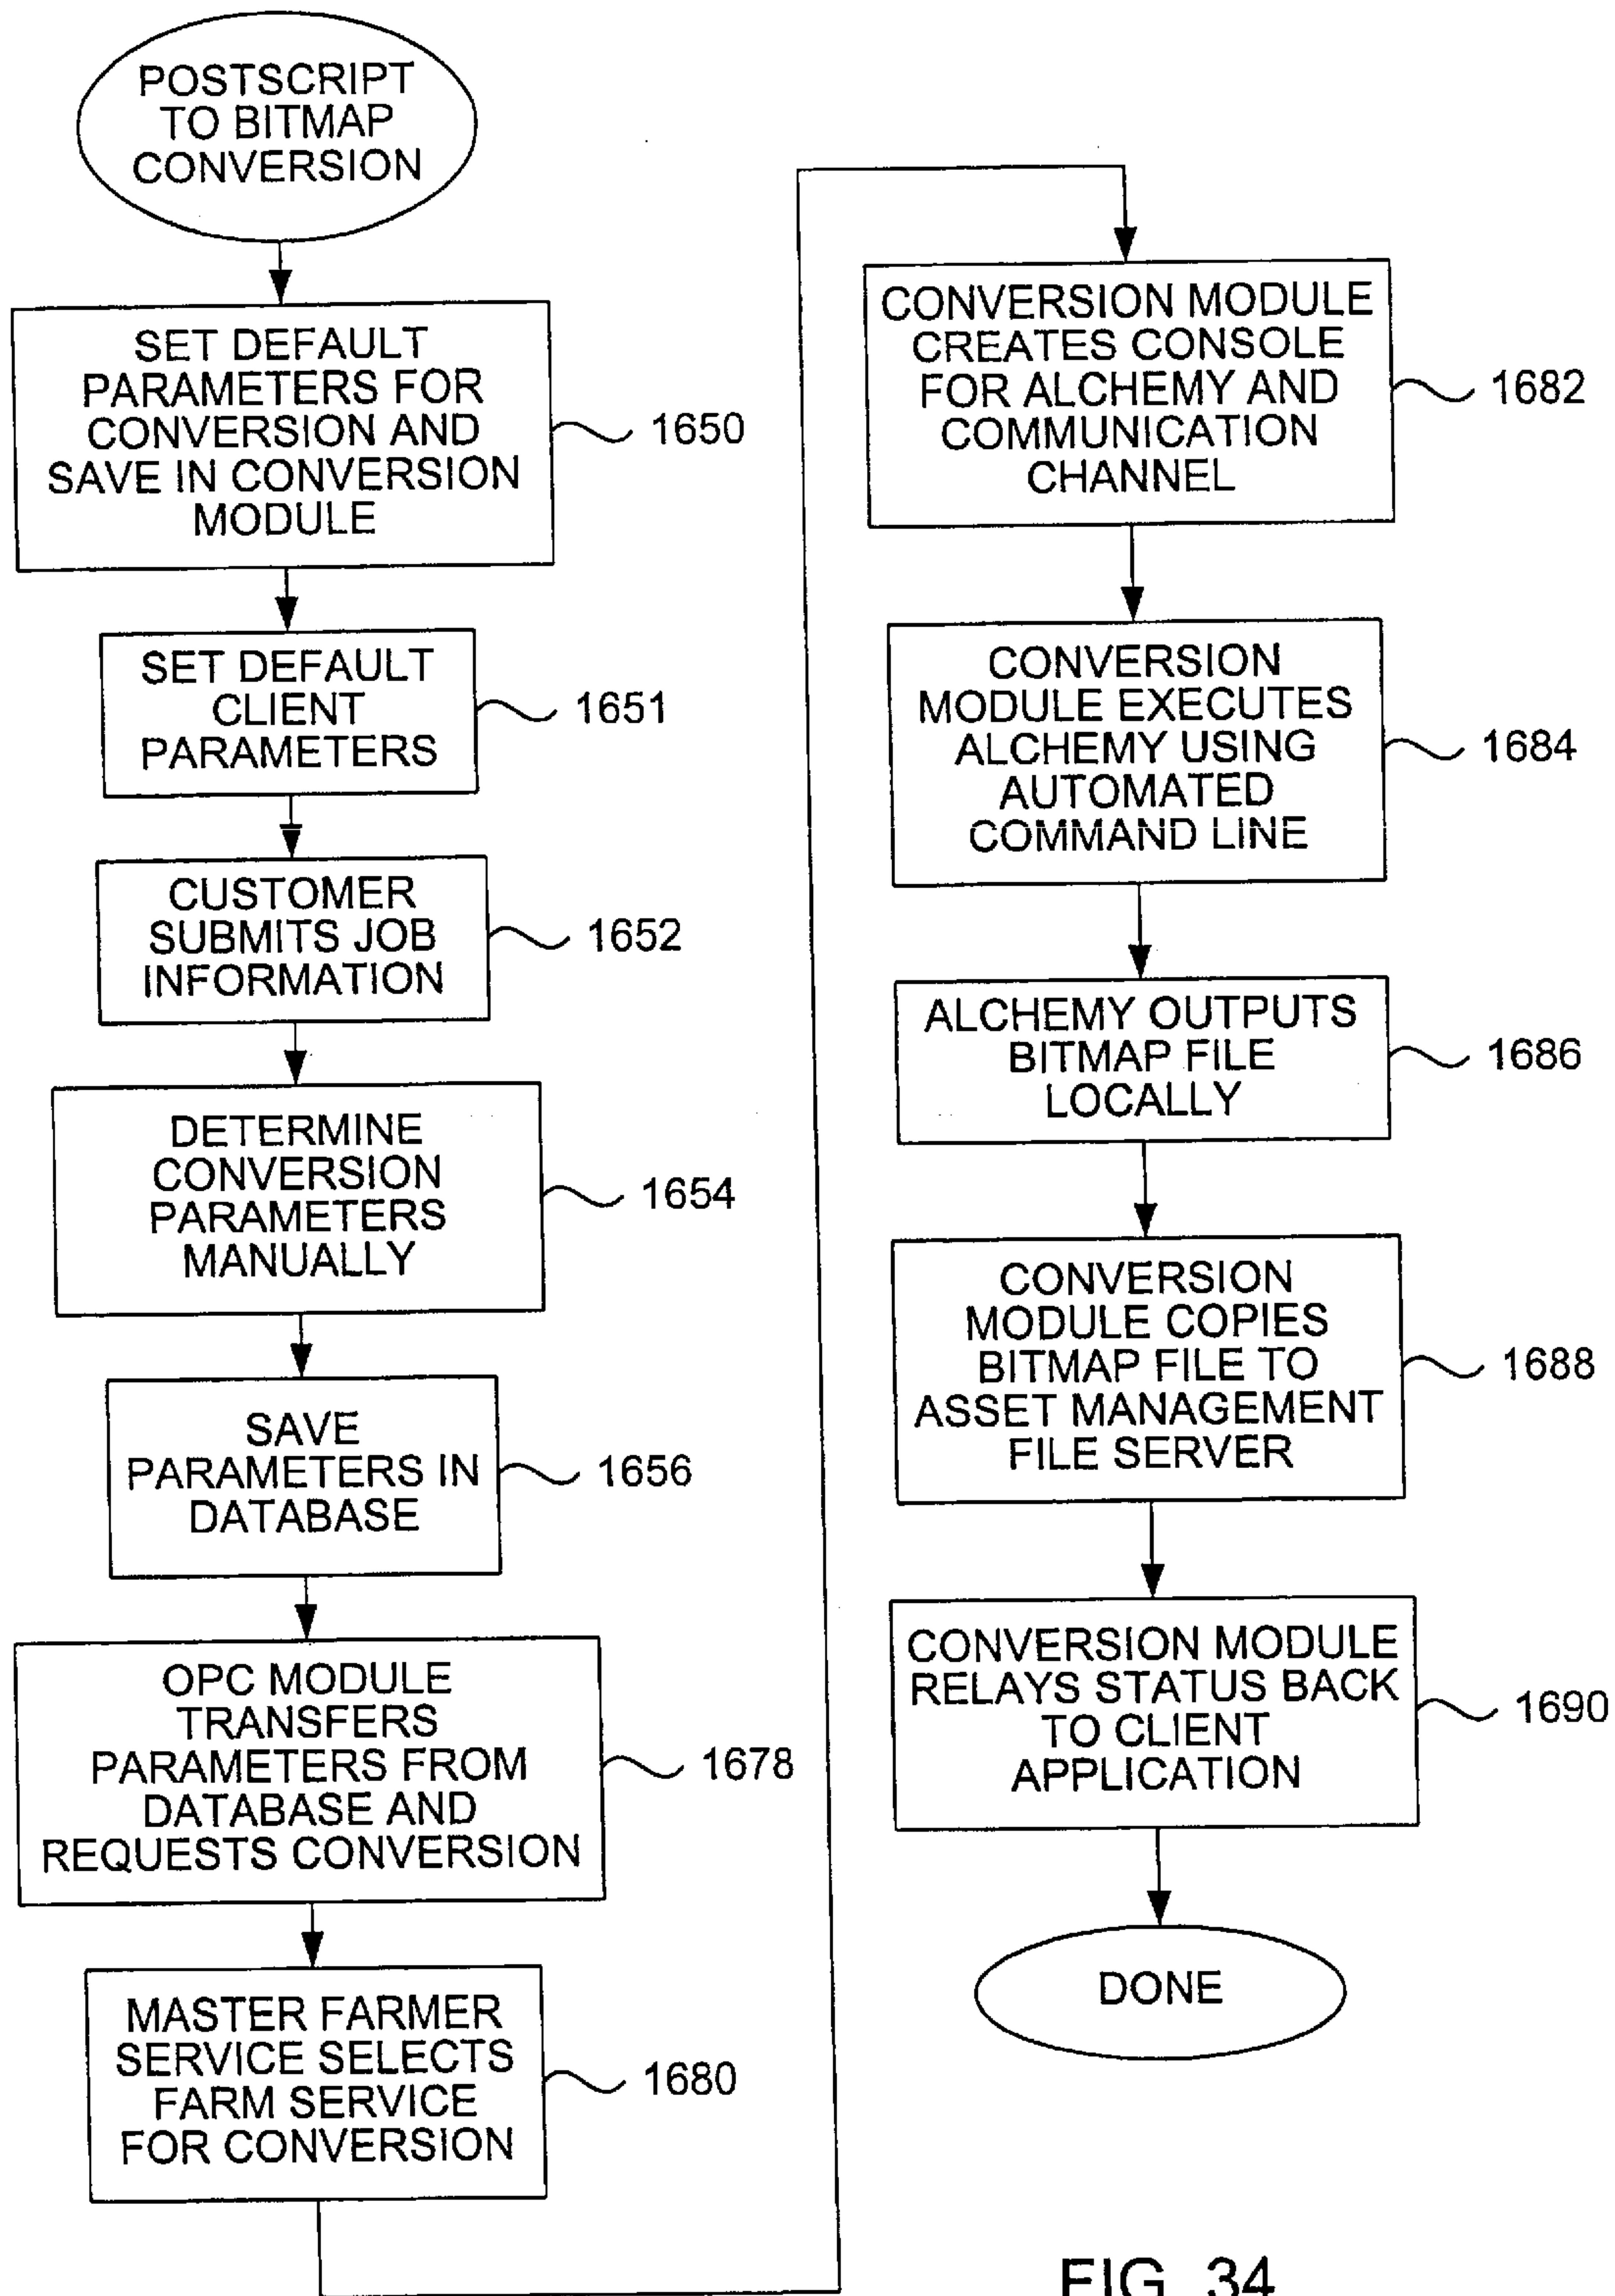 POSTSCRIPT
TO BITMAP
CONVERSION
SET DEFAULT
PARAMETERS FOR
CONVERSION AND
SAVE IN CONVERSION
MODULE
1650
SET DEFAULT
CLIENT
PARAMETERS
1651
CUSTOMER
SUBMITS JOB
INFORMATION
1652
DETERMINE
CONVERSION
PARAMETERS
MANUALLY
1654
SAVE
PARAMETERS IN
DATABASE
1656
OPC MODULE
TRANSFERS
PARAMETERS FROM
DATABASE AND
REQUESTS CONVERSION
1678
MASTER FARMER
SERVICE SELECTS
FARM SERVICE
FOR CONVERSION
1680
CONVERSION MODULE
CREATES CONSOLE
FOR ALCHEMY AND
COMMUNICATION
CHANNEL
1682
CONVERSION
MODULE EXECUTES
ALCHEMY USING
AUTOMATED
COMMAND LINE
1684
ALCHEMY OUTPUTS
BITMAP FILE
LOCALLY
1686
CONVERSION
MODULE COPIES
BITMAP FILE TO
ASSET MANAGEMENT
FILE SERVER
1688
CONVERSION MODULE
RELAYS STATUS BACK
TO CLIENT
APPLICATION
1690
DONE
FIG. 34